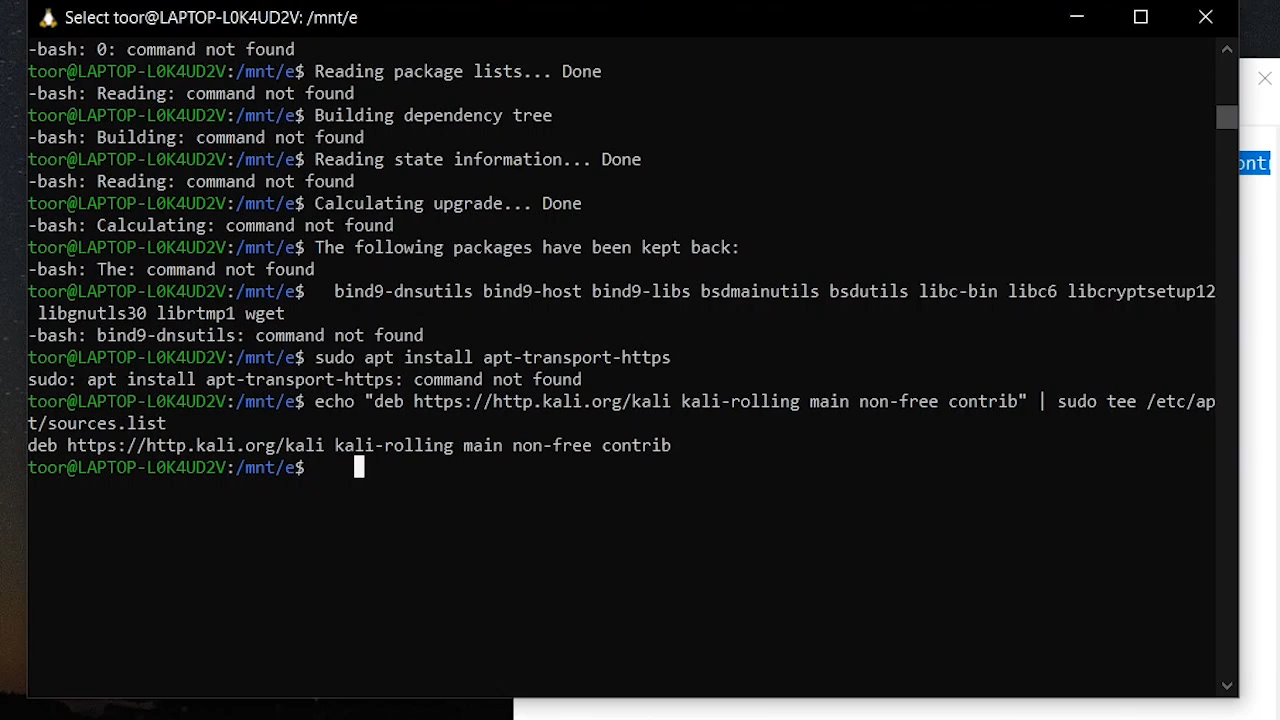 Select toor@LAPTOP-L0K4UD2V: /mnt/e
-bash: 0: command not found
toor@LAPTOP-L0K4UD2V:/mnt/e$ Reading package lists... Done
-bash: Reading: command not found
toor@LAPTOP-L0K4UD2V:/mnt/e$ Building dependency tree
-bash: Building: command not found
toor@LAPTOP-L0K4UD2V:/mnt/e$ Reading state information... Done
-bash: Reading: command not found
toor@LAPTOP-L0K4UD2V:/mnt/e$ Calculating upgrade... Done
-bash: Calculating: command not found
toor@LAPTOP-L0K4UD2V:/mnt/e$ The following packages have been kept back:
-bash: The: command not found
toor@LAPTOP-L0K4UD2V:/mnt/e$   bind9-dnsutils bind9-host bind9-libs bsdmainutils bsdutils libc-bin libc6 libcryptsetup12
 libgnutls30 librtmp1 wget
-bash: bind9-dnsutils: command not found
toor@LAPTOP-L0K4UD2V:/mnt/e$ sudo apt install apt-transport-https
sudo: apt install apt-transport-https: command not found
toor@LAPTOP-L0K4UD2V:/mnt/e$ echo "deb https://http.kali.org/kali kali-rolling main non-free contrib" | sudo tee /etc/ap
t/sources.list
deb https://http.kali.org/kali kali-rolling main non-free contrib
toor@LAPTOP-L0K4UD2V:/mnt/e$